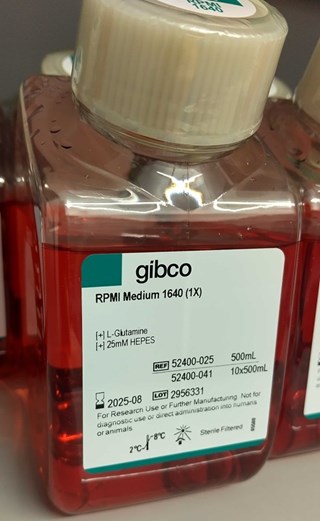 RPMI
1640
gibco
RPMI Medium 1640 (1X)
[+] L-Glutamine
[+] 25mM HEPES
REF 52400-025 500mL
52400-041 10x500mL
2025-08 LOT 2956331
For Research Use or Further Manufacturing. Not for
diagnostic use or direct administration into humans
or animals.
2°C 8°C Sterile Filtered